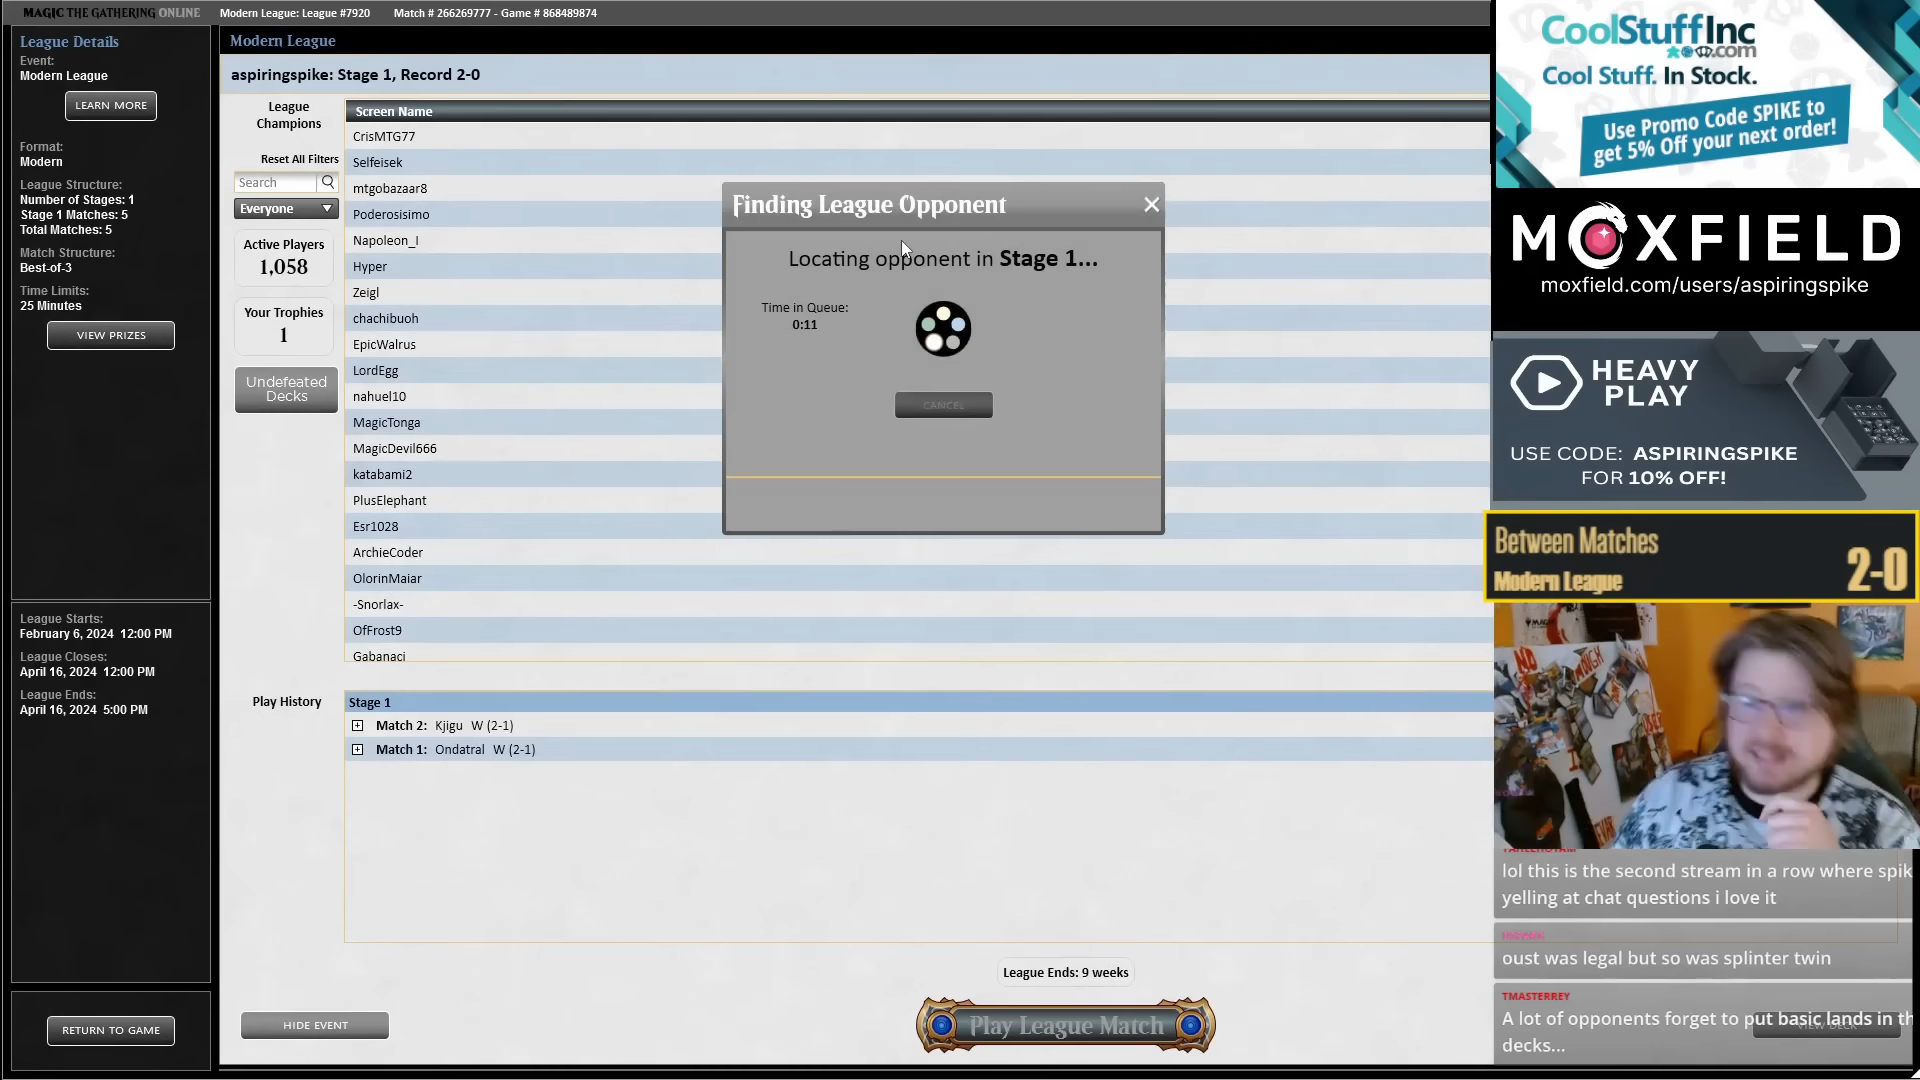 MAGIC THE GATHERING ONLINE
Modern League: League #7920
Match # 266269777 - Game # 868489874
League Details
Event:
Modern League
LEARN MORE
Format:
Modern
League Structure:
Number of Stages: 1
Stage 1 Matches: 5
Total Matches: 5
Match Structure:
Best-of-3
Time Limits:
25 Minutes
VIEW PRIZES
League Starts:
February 6, 2024 12:00 PM
League Closes:
April 16, 2024 12:00 PM
League Ends:
April 16, 2024 5:00 PM
RETURN TO GAME
Modern League
aspiringspike: Stage 1, Record 2-0
League
Champions
Reset All Filters
Search
Everyone
Active Players
1,058
Your Trophies
1
Undefeated
Decks
Screen Name
CrisMTG77
Selfeisek
mtgobazaar8
Poderosisimo
Napoleon_I
Hyper
Zeigl
chachibuoh
EpicWalrus
LordEgg
nahuel10
MagicTonga
MagicDevil666
katabami2
PlusElephant
Esr1028
ArchieCoder
OlorinMaiar
-Snorlax-
OfFrost9
Gabanaci
Finding League Opponent
Locating opponent in Stage 1...
Time in Queue:
0:11
CANCEL
Play History
Stage 1
Match 2: Kjigu W (2-1)
Match 1: Ondatral W (2-1)
League Ends: 9 weeks
HIDE EVENT
Play League Match
CoolStuffInc
.com
Cool Stuff. In Stock.
Use Promo Code SPIKE to
get 5% Off your next order!
MOXFIELD
moxfield.com/users/aspiringspike
HEAVY
PLAY
USE CODE: ASPIRINGSPIKE
FOR 10% OFF!
Between Matches
Modern League
2-0
lol this is the second stream in a row where spik
yelling at chat questions i love it
oust was legal but so was splinter twin
TMASTERREY
A lot of opponents forget to put basic lands in th
decks...
VIEW DECK